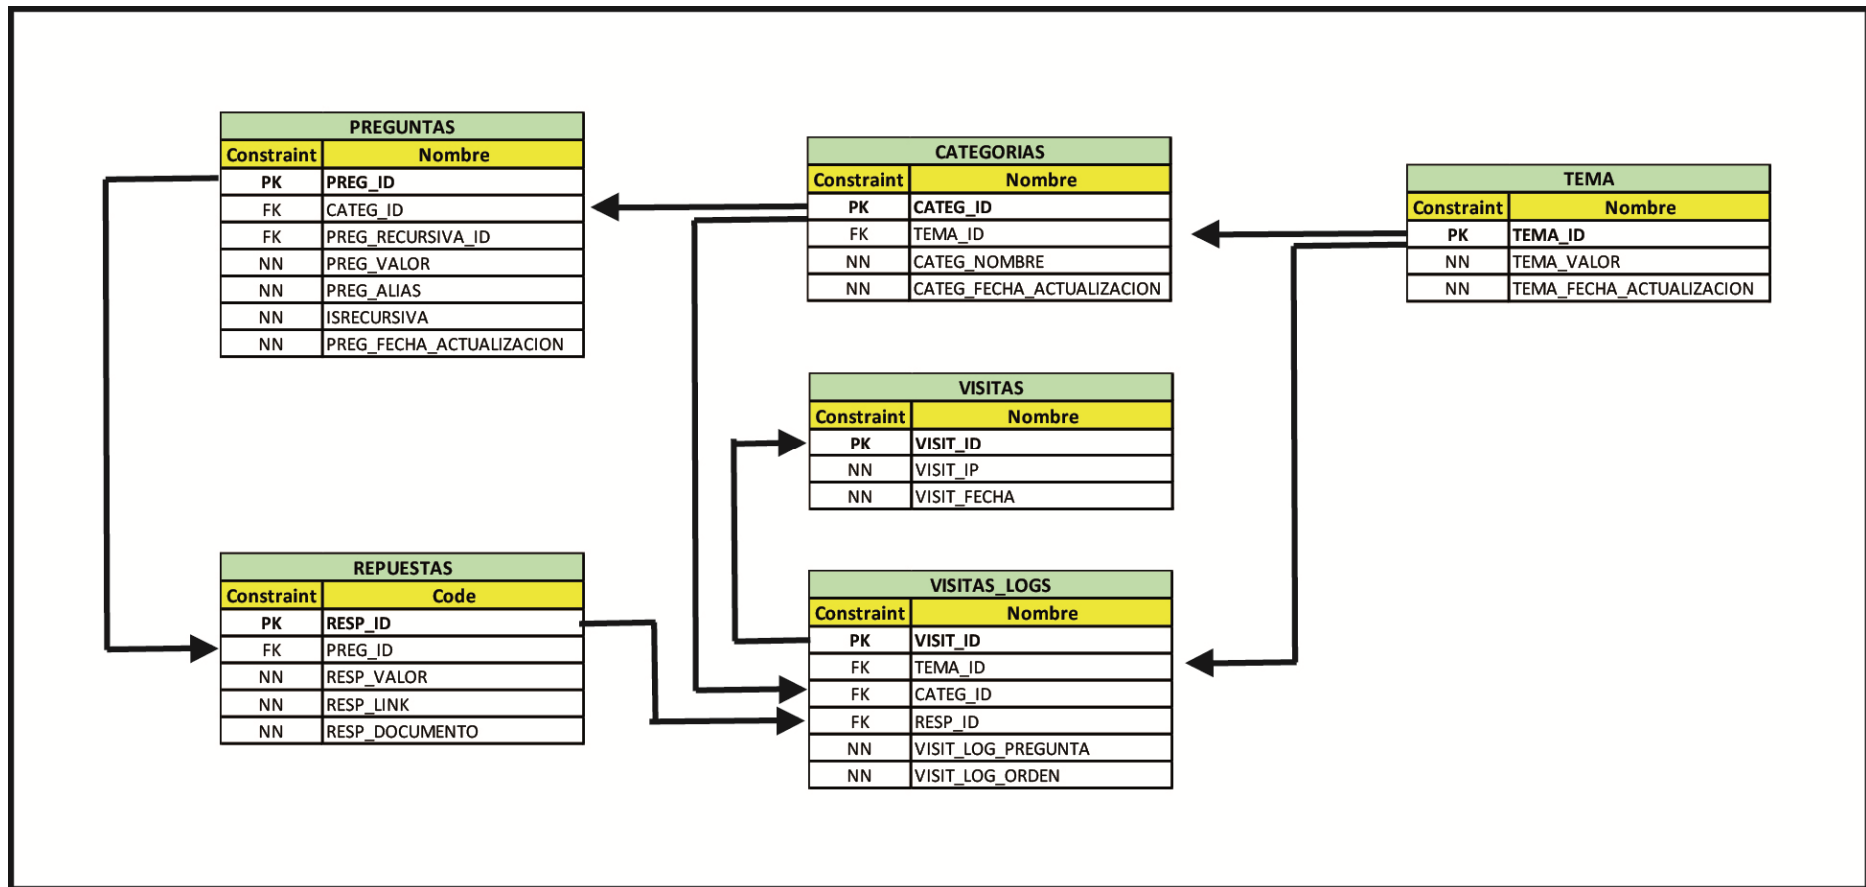 PREGUNTAS
Constraint Nombre
PK PREG_ID
FK CATEG_ID
FK PREG_RECURSIVA_ID
NN PREG_VALOR
NN PREG_ALIAS
NN ISRECURSIVA
NN PREG_FECHA_ACTUALIZACION
CATEGORIAS
Constraint Nombre
PK CATEG_ID
FK TEMA_ID
NN CATEG_NOMBRE
NN CATEG_FECHA_ACTUALIZACION
TEMA
Constraint Nombre
PK TEMA_ID
NN TEMA_VALOR
NN TEMA_FECHA_ACTUALIZACION
VISITAS
Constraint Nombre
PK VISIT_ID
NN VISIT_IP
NN VISIT_FECHA
REPUESTAS
Constraint Code
PK RESP_ID
FK PREG_ID
NN RESP_VALOR
NN RESP_LINK
NN RESP_DOCUMENTO
VISITAS_LOGS
Constraint Nombre
PK VISIT_ID
FK TEMA_ID
FK CATEG_ID
FK RESP_ID
NN VISIT_LOG_PREGUNTA
NN VISIT_LOG_ORDEN